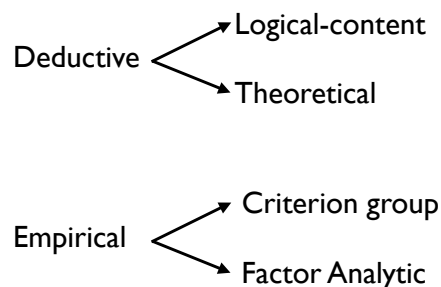 Logical-content
Deductive
Theoretical
Criterion group
Empirical
Factor Analytic